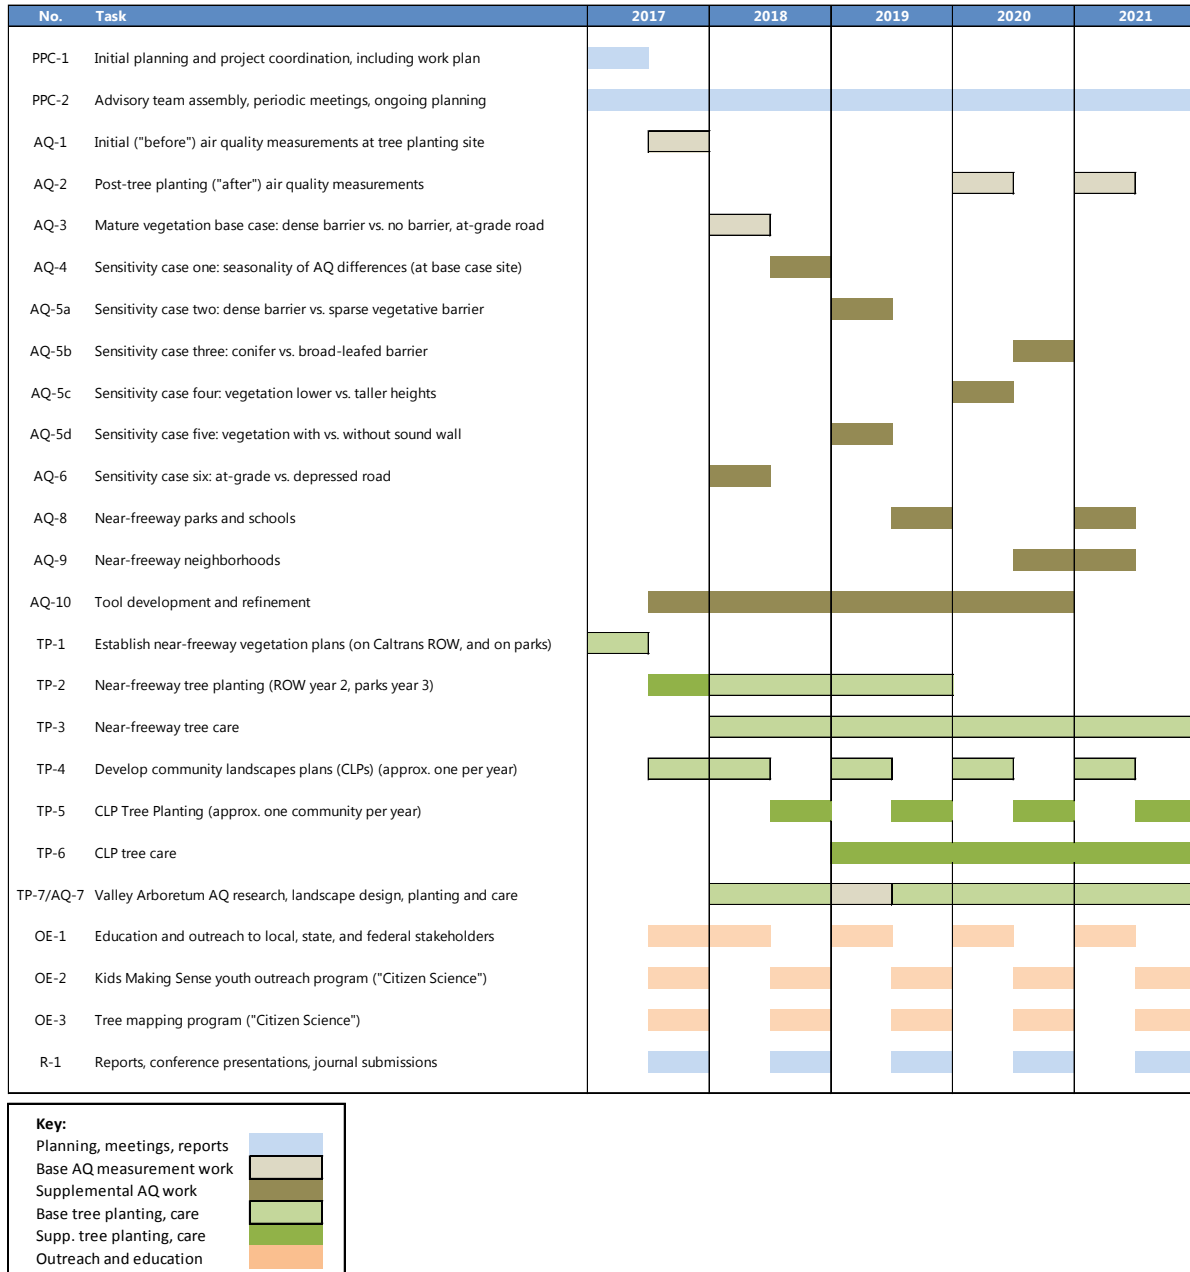 No. Task 2017 2018 2019 2020 2021
PPC-1 Initial planning and project coordination, including work plan
PPC-2 Advisory team assembly, periodic meetings, ongoing planning
AQ-1 Initial ("before") air quality measurements at tree planting site
AQ-2 Post-tree planting ("after") air quality measurements
AQ-3 Mature vegetation base case: dense barrier vs. no barrier, at-grade road
AQ-4 Sensitivity case one: seasonality of AQ differences (at base case site)
AQ-5a Sensitivity case two: dense barrier vs. sparse vegetative barrier
AQ-5b Sensitivity case three: conifer vs. broad-leafed barrier
AQ-5c Sensitivity case four: vegetation lower vs. taller heights
AQ-5d Sensitivity case five: vegetation with vs. without sound wall
AQ-6 Sensitivity case six: at-grade vs. depressed road
AQ-8 Near-freeway parks and schools
AQ-9 Near-freeway neighborhoods
AQ-10 Tool development and refinement
TP-1 Establish near-freeway vegetation plans (on Caltrans ROW, and on parks)
TP-2 Near-freeway tree planting (ROW year 2, parks year 3)
TP-3 Near-freeway tree care
TP-4 Develop community landscapes plans (CLPs) (approx. one per year)
TP-5 CLP Tree Planting (approx. one community per year)
TP-6 CLP tree care
TP-7/AQ-7 Valley Arboretum AQ research, landscape design, planting and care
OE-1 Education and outreach to local, state, and federal stakeholders
OE-2 Kids Making Sense youth outreach program ("Citizen Science")
OE-3 Tree mapping program ("Citizen Science")
R-1 Reports, conference presentations, journal submissions
Key:
Planning, meetings, reports
Base AQ measurement work
Supplemental AQ work
Base tree planting, care
Supp. tree planting, care
Outreach and education